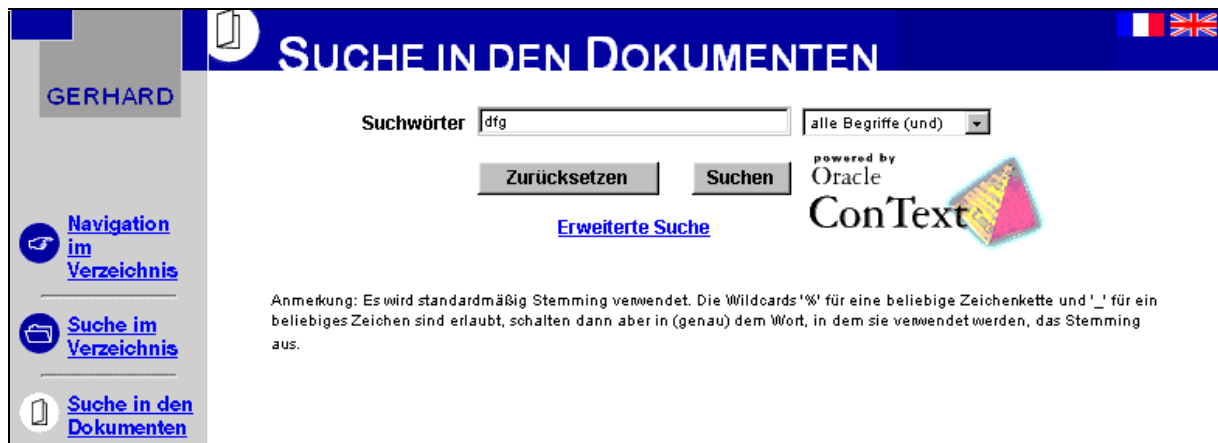 SUCHE IN DEN DOKUMENTEN
GERHARD
Suchwörter dfg alle Begriffe (und)
Zurücksetzen Suchen
powered by
Oracle
ConText
Erweiterte Suche
Navigation
im
Verzeichnis
Suche im
Verzeichnis
Suche in den
Dokumenten
Anmerkung: Es wird standardmäßig Stemming verwendet. Die Wildcards '%' für eine beliebige Zeichenkette und '_' für ein
beliebiges Zeichen sind erlaubt, schalten dann aber in (genau) dem Wort, in dem sie verwendet werden, das Stemming
aus.